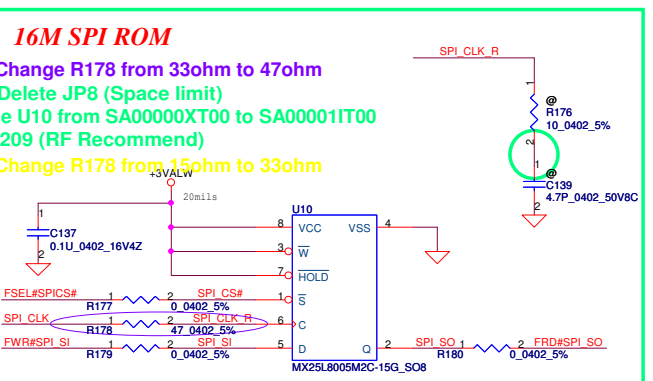 16M SPI ROM
Change R178 from 33ohm to 47ohm
Delete JP8 (Space limit)
e U10 from SA00000XT00 to SA00001IT00
209 (RF Recommend)
Change R178 from 15ohm to 33ohm
SPI_CLK_R
1
@
R176
10_0402_5%
2
1
@
C139
4.7P_0402_50V8C
2
+3VALW
20mils
1
C137
0.1U_0402_16V4Z
2
U10
8 VCC VSS 4
3 W
7 HOLD
FSEL#SPICS# 1 2 SPI_CS# 1 S
R177 0_0402_5%
SPI_CLK 1 2 SPI_CLK_R 6 C
R178 47_0402_5%
FWR#SPI_SI 1 2 SPI_SI 5 D Q 2 SPI_SO 1 2 FRD#SPI_SO
R179 0_0402_5% R180 0_0402_5%
MX25L8005M2C-15G_SO8